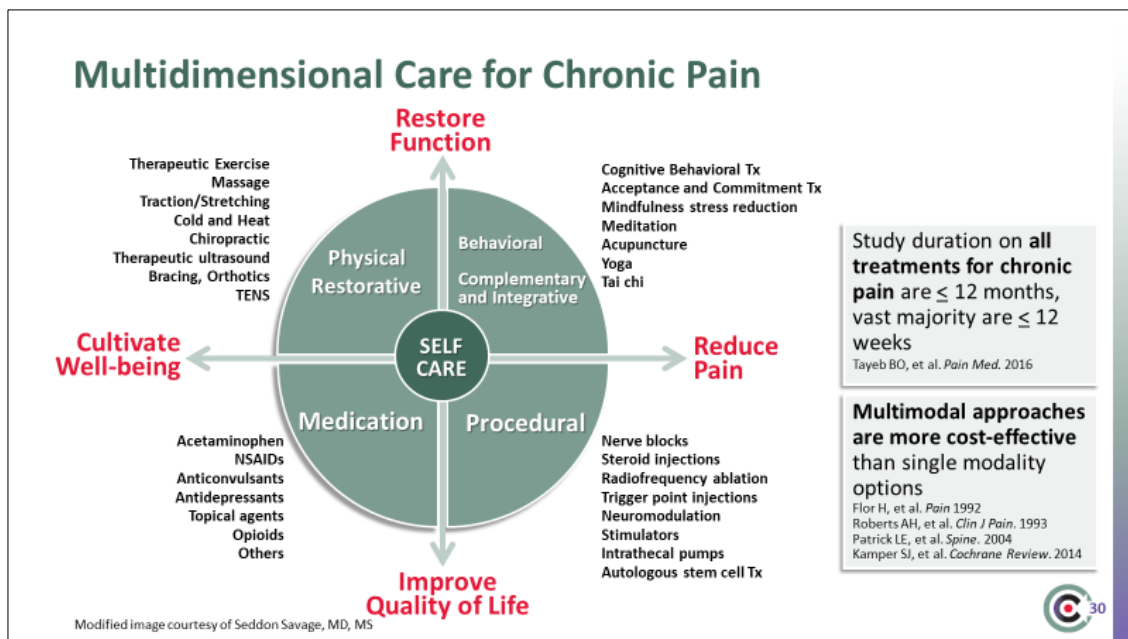 Multidimensional Care for Chronic Pain
Restore
Function
Therapeutic Exercise
Massage
Traction/Stretching
Cold and Heat
Chiropractic
Therapeutic ultrasound
Bracing, Orthotics
TENS
Cognitive Behavioral Tx
Acceptance and Commitment Tx
Mindfulness stress reduction
Meditation
Acupuncture
Yoga
Tai chi
Physical
Restorative
Behavioral
Complementary
and Integrative
Cultivate
Well-being
SELF
CARE
Reduce
Pain
Medication
Procedural
Acetaminophen
NSAIDs
Anticonvulsants
Antidepressants
Topical agents
Opioids
Others
Nerve blocks
Steroid injections
Radiofrequency ablation
Trigger point injections
Neuromodulation
Stimulators
Intrathecal pumps
Autologous stem cell Tx
Improve
Quality of Life
Study duration on all
treatments for chronic
pain are ≤ 12 months,
vast majority are ≤ 12
weeks
Tayeb BO, et al. Pain Med. 2016
Multimodal approaches
are more cost-effective
than single modality
options
Flor H, et al. Pain 1992
Roberts AH, et al. Clin J Pain. 1993
Patrick LE, et al. Spine. 2004
Kamper SJ, et al. Cochrane Review. 2014
Modified image courtesy of Seddon Savage, MD, MS
30